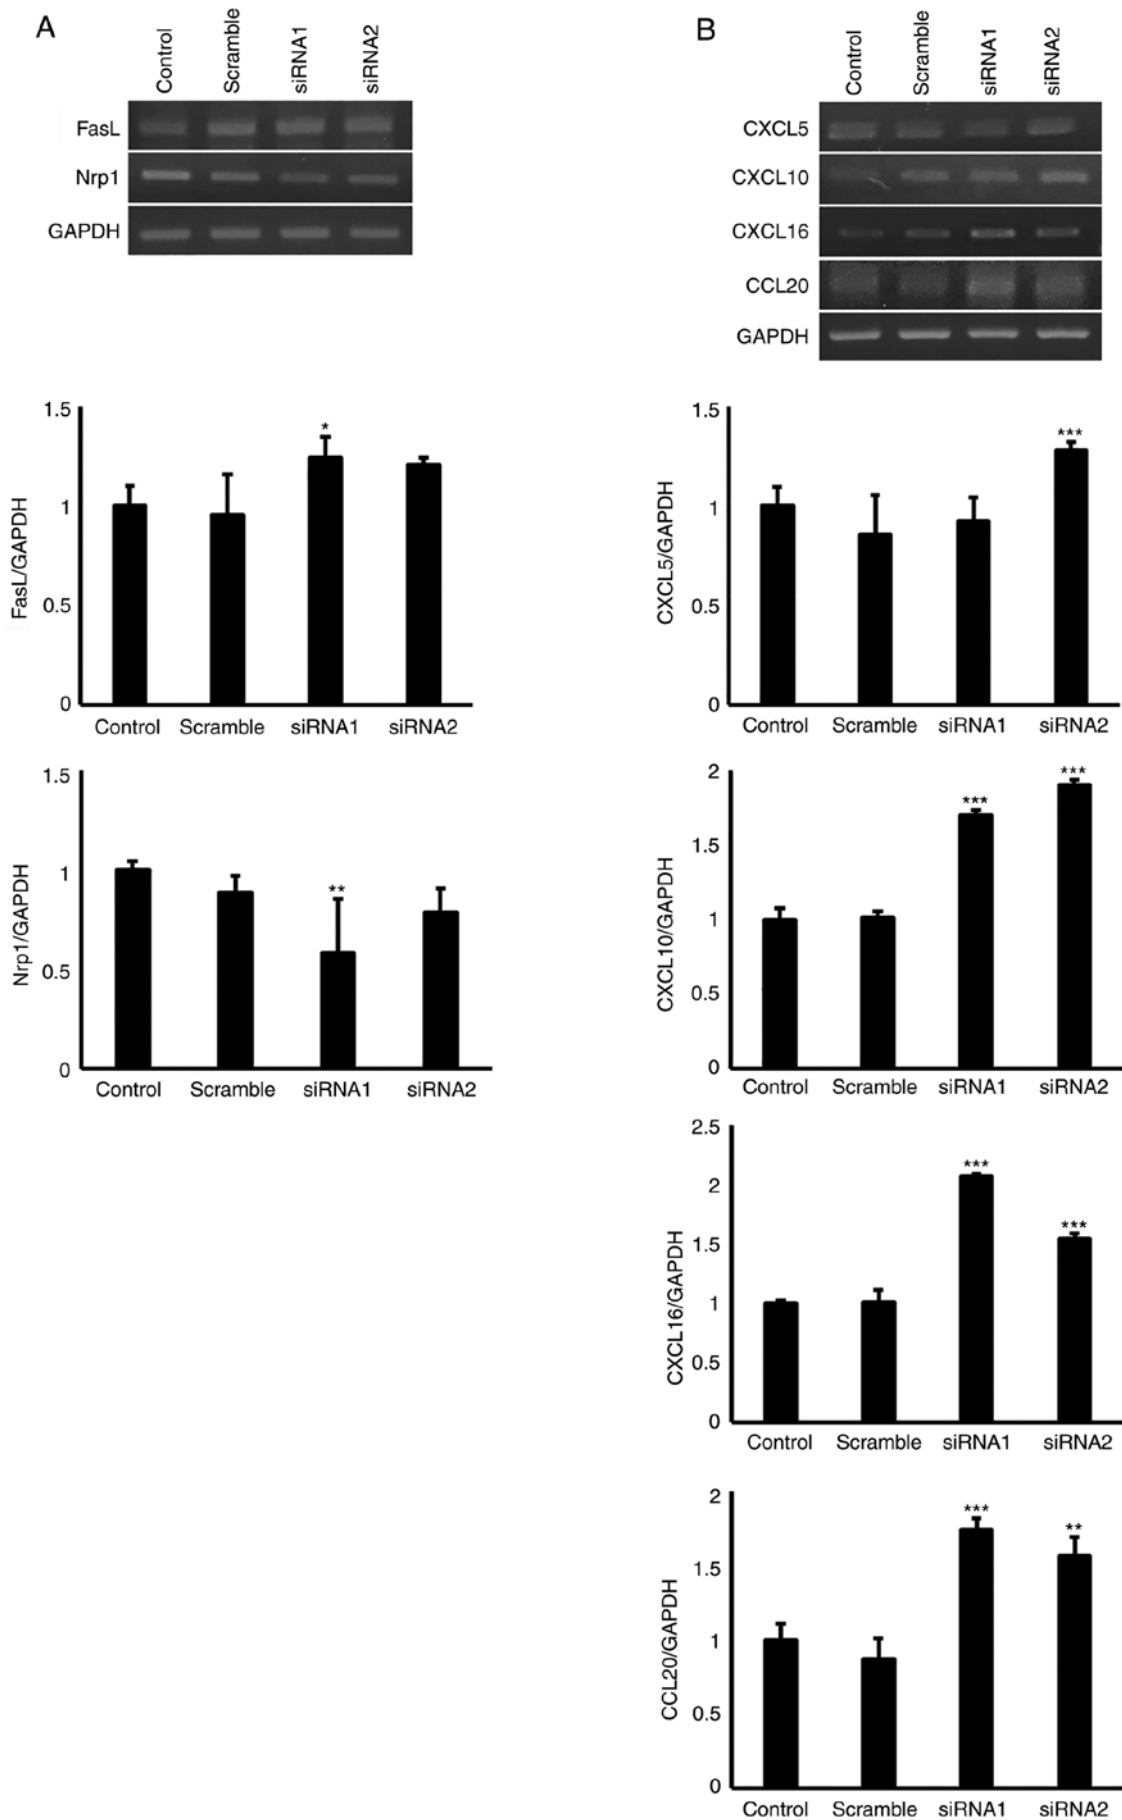 A
Control
Scramble
siRNA1
siRNA2
FasL
Nrp1
GAPDH
1.5
*
1
0.5
0
FasL/GAPDH
Control Scramble siRNA1 siRNA2
1.5
1
**
0.5
0
Nrp1/GAPDH
Control Scramble siRNA1 siRNA2
B
Control
Scramble
siRNA1
siRNA2
CXCL5
CXCL10
CXCL16
CCL20
GAPDH
1.5
***
1
0.5
0
CXCL5/GAPDH
Control Scramble siRNA1 siRNA2
2
***
***
1.5
1
0.5
0
CXCL10/GAPDH
Control Scramble siRNA1 siRNA2
2.5
***
2
***
1.5
1
0.5
0
CXCL16/GAPDH
Control Scramble siRNA1 siRNA2
2
***
**
1.5
1
0.5
0
CCL20/GAPDH
Control Scramble siRNA1 siRNA2